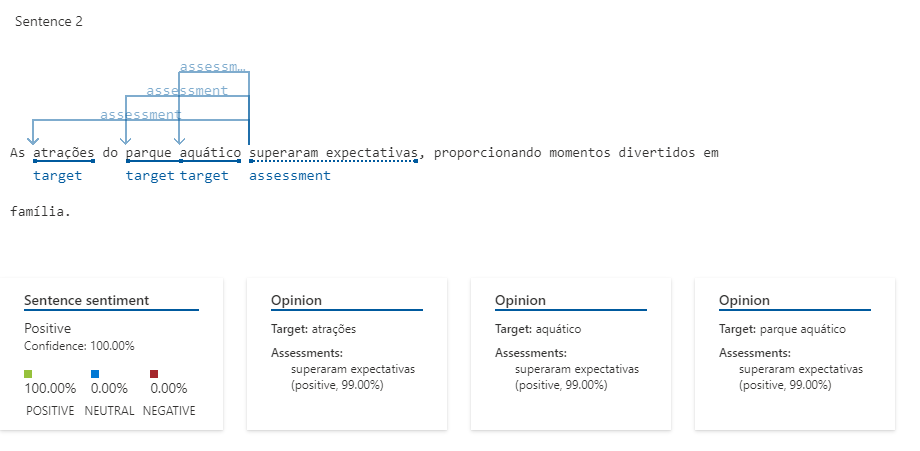 Sentence 2
assessm...
assessment
assessment
As atrações do parque aquático superaram expectativas, proporcionando momentos divertidos em
target target target assessment
família.
Sentence sentiment
Positive
Confidence: 100.00%
100.00% 0.00% 0.00%
POSITIVE NEUTRAL NEGATIVE
Opinion
Target: atrações
Assessments:
superaram expectativas
(positive, 99.00%)
Opinion
Target: aquático
Assessments:
superaram expectativas
(positive, 99.00%)
Opinion
Target: parque aquático
Assessments:
superaram expectativas
(positive, 99.00%)